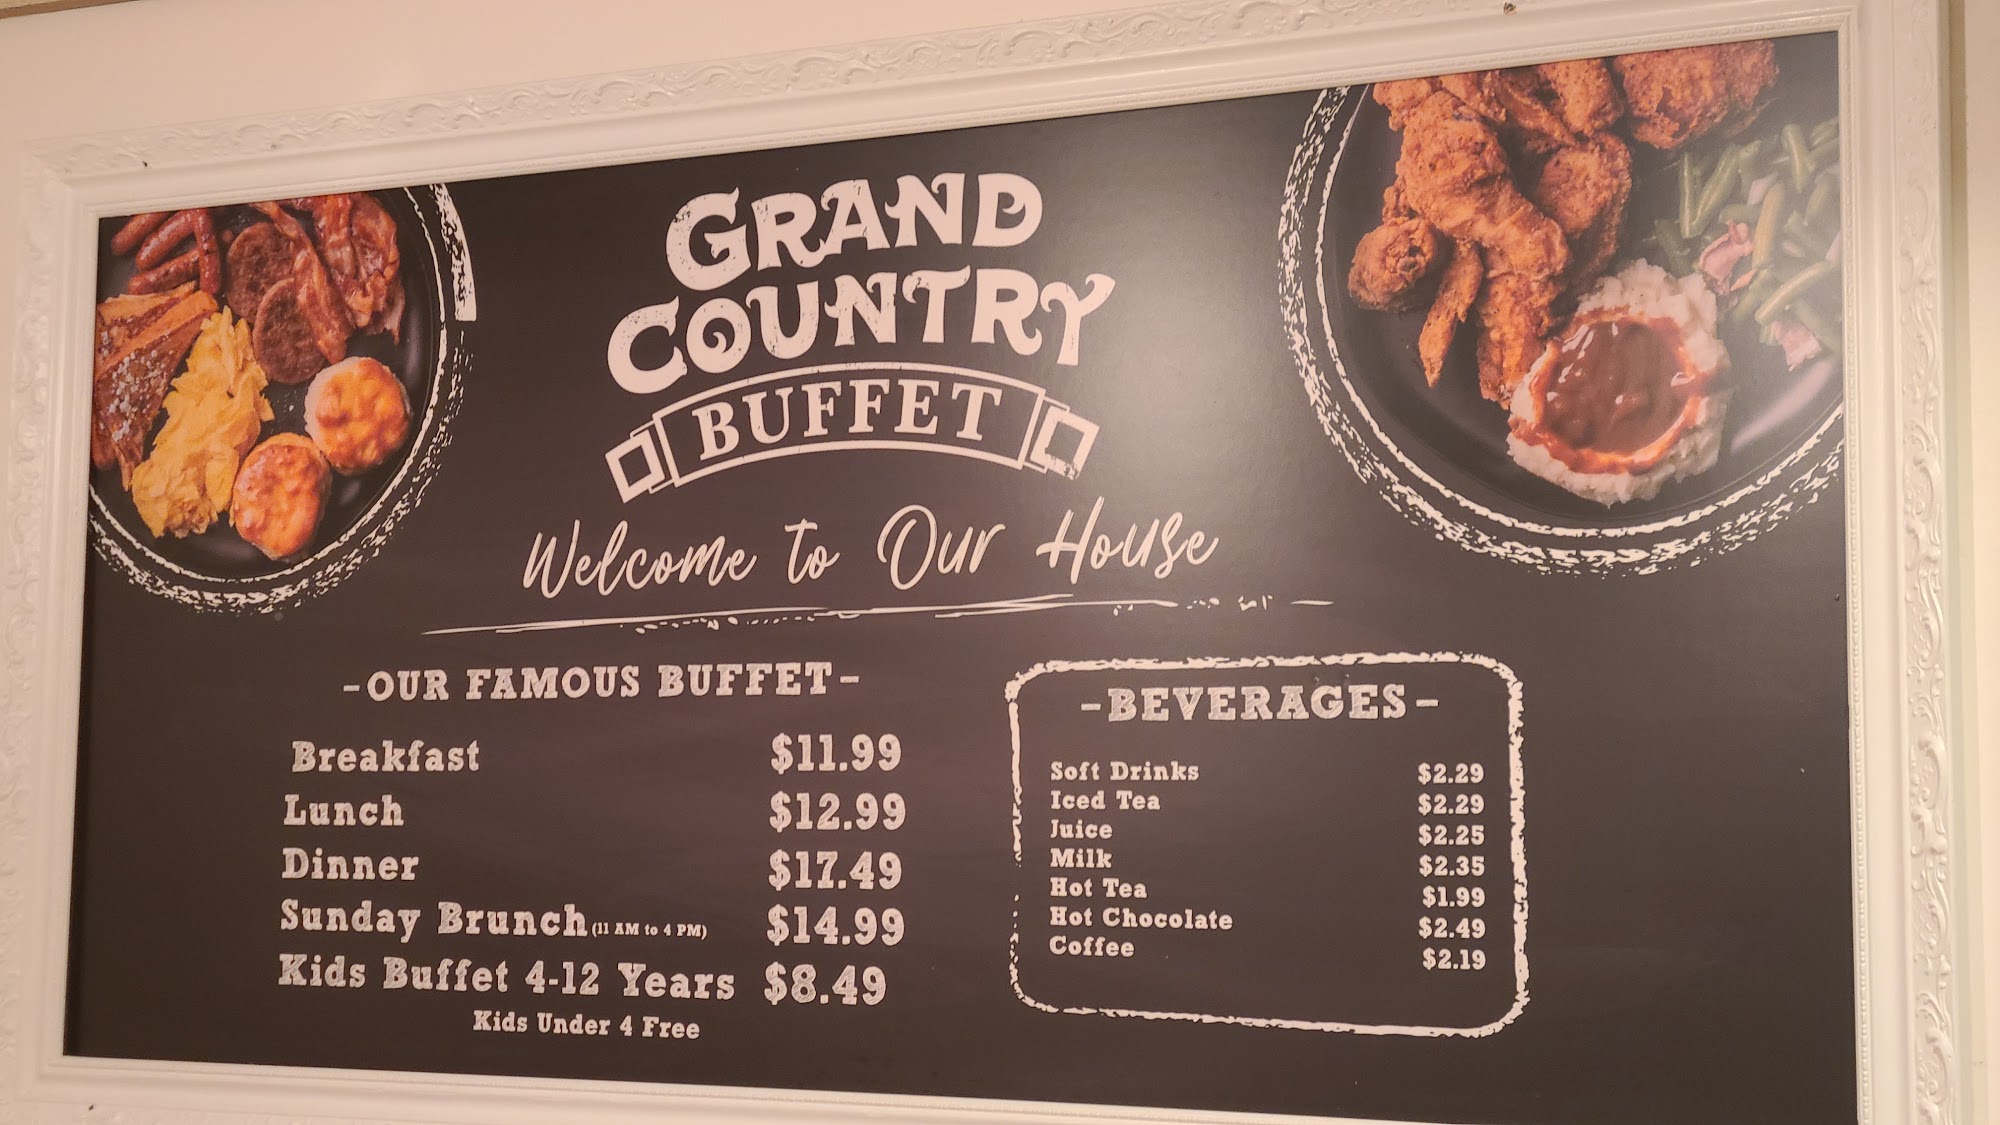 GRAND
COUNTRY
BUFFET
Welcome to Our House
-OUR FAMOUS BUFFET-
Breakfast $11.99
Lunch $12.99
Dinner $17.49
Sunday Brunch (11 AM to 4 PM) $14.99
Kids Buffet 4-12 Years $8.49
Kids Under 4 Free
-BEVERAGES-
Soft Drinks $2.29
Iced Tea $2.29
Juice $2.25
Milk $2.35
Hot Tea $1.99
Hot Chocolate $2.49
Coffee $2.19